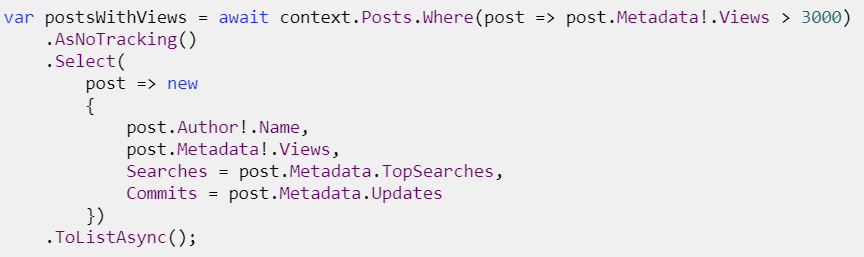 var postsWithViews = await context.Posts.Where(post => post.Metadata!.Views > 3000)
    .AsNoTracking()
    .Select(
        post => new
        {
            post.Author!.Name,
            post.Metadata!.Views,
            Searches = post.Metadata.TopSearches,
            Commits = post.Metadata.Updates
        })
    .ToListAsync();